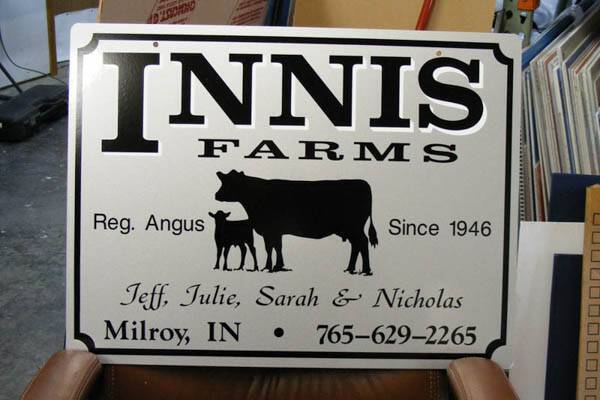 INNIS
FARMS
Reg. Angus
Since 1946
Jeff, Julie, Sarah & Nicholas
Milroy, IN • 765-629-2265